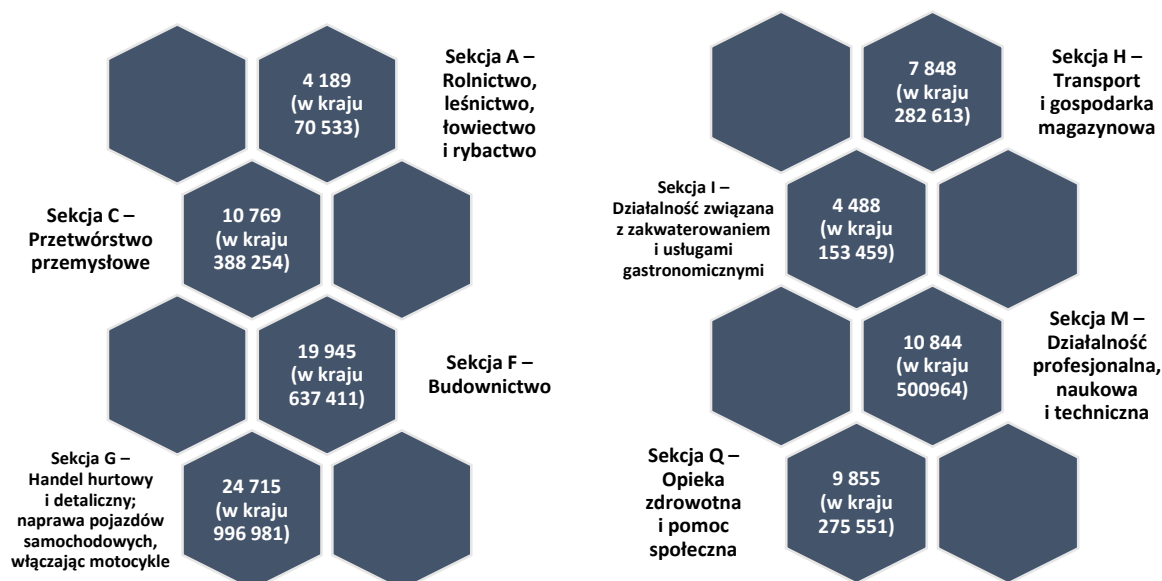 4 189
(w kraju
70 533)
Sekcja A –
Rolnictwo,
leśnictwo,
łowiectwo
i rybactwo
Sekcja C –
Przetwórstwo
przemysłowe
10 769
(w kraju
388 254)
19 945
(w kraju
637 411)
Sekcja F –
Budownictwo
Sekcja G –
Handel hurtowy
i detaliczny;
naprawa pojazdów
samochodowych,
włączając motocykle
24 715
(w kraju
996 981)
7 848
(w kraju
282 613)
Sekcja H –
Transport
i gospodarka
magazynowa
Sekcja I –
Działalność związana
z zakwaterowaniem
i usługami
gastronomicznymi
4 488
(w kraju
153 459)
10 844
(w kraju
500964)
Sekcja M –
Działalność
profesjonalna,
naukowa
i techniczna
Sekcja Q –
Opieka
zdrowotna
i pomoc
społeczna
9 855
(w kraju
275 551)